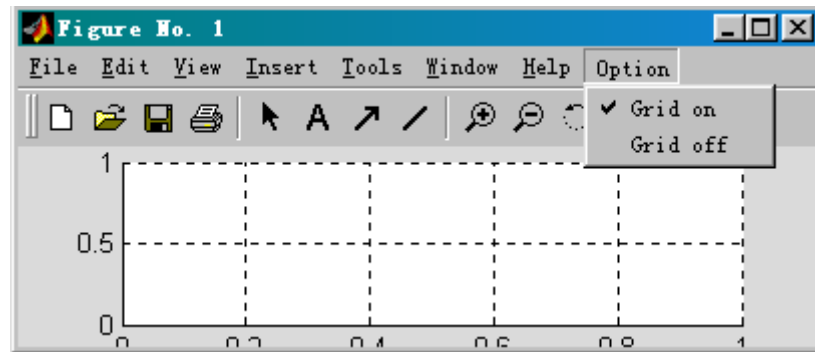 Figure No. 1
File Edit View Insert Tools Window Help Option
A
Grid on
Grid off
1
0.5
0
1